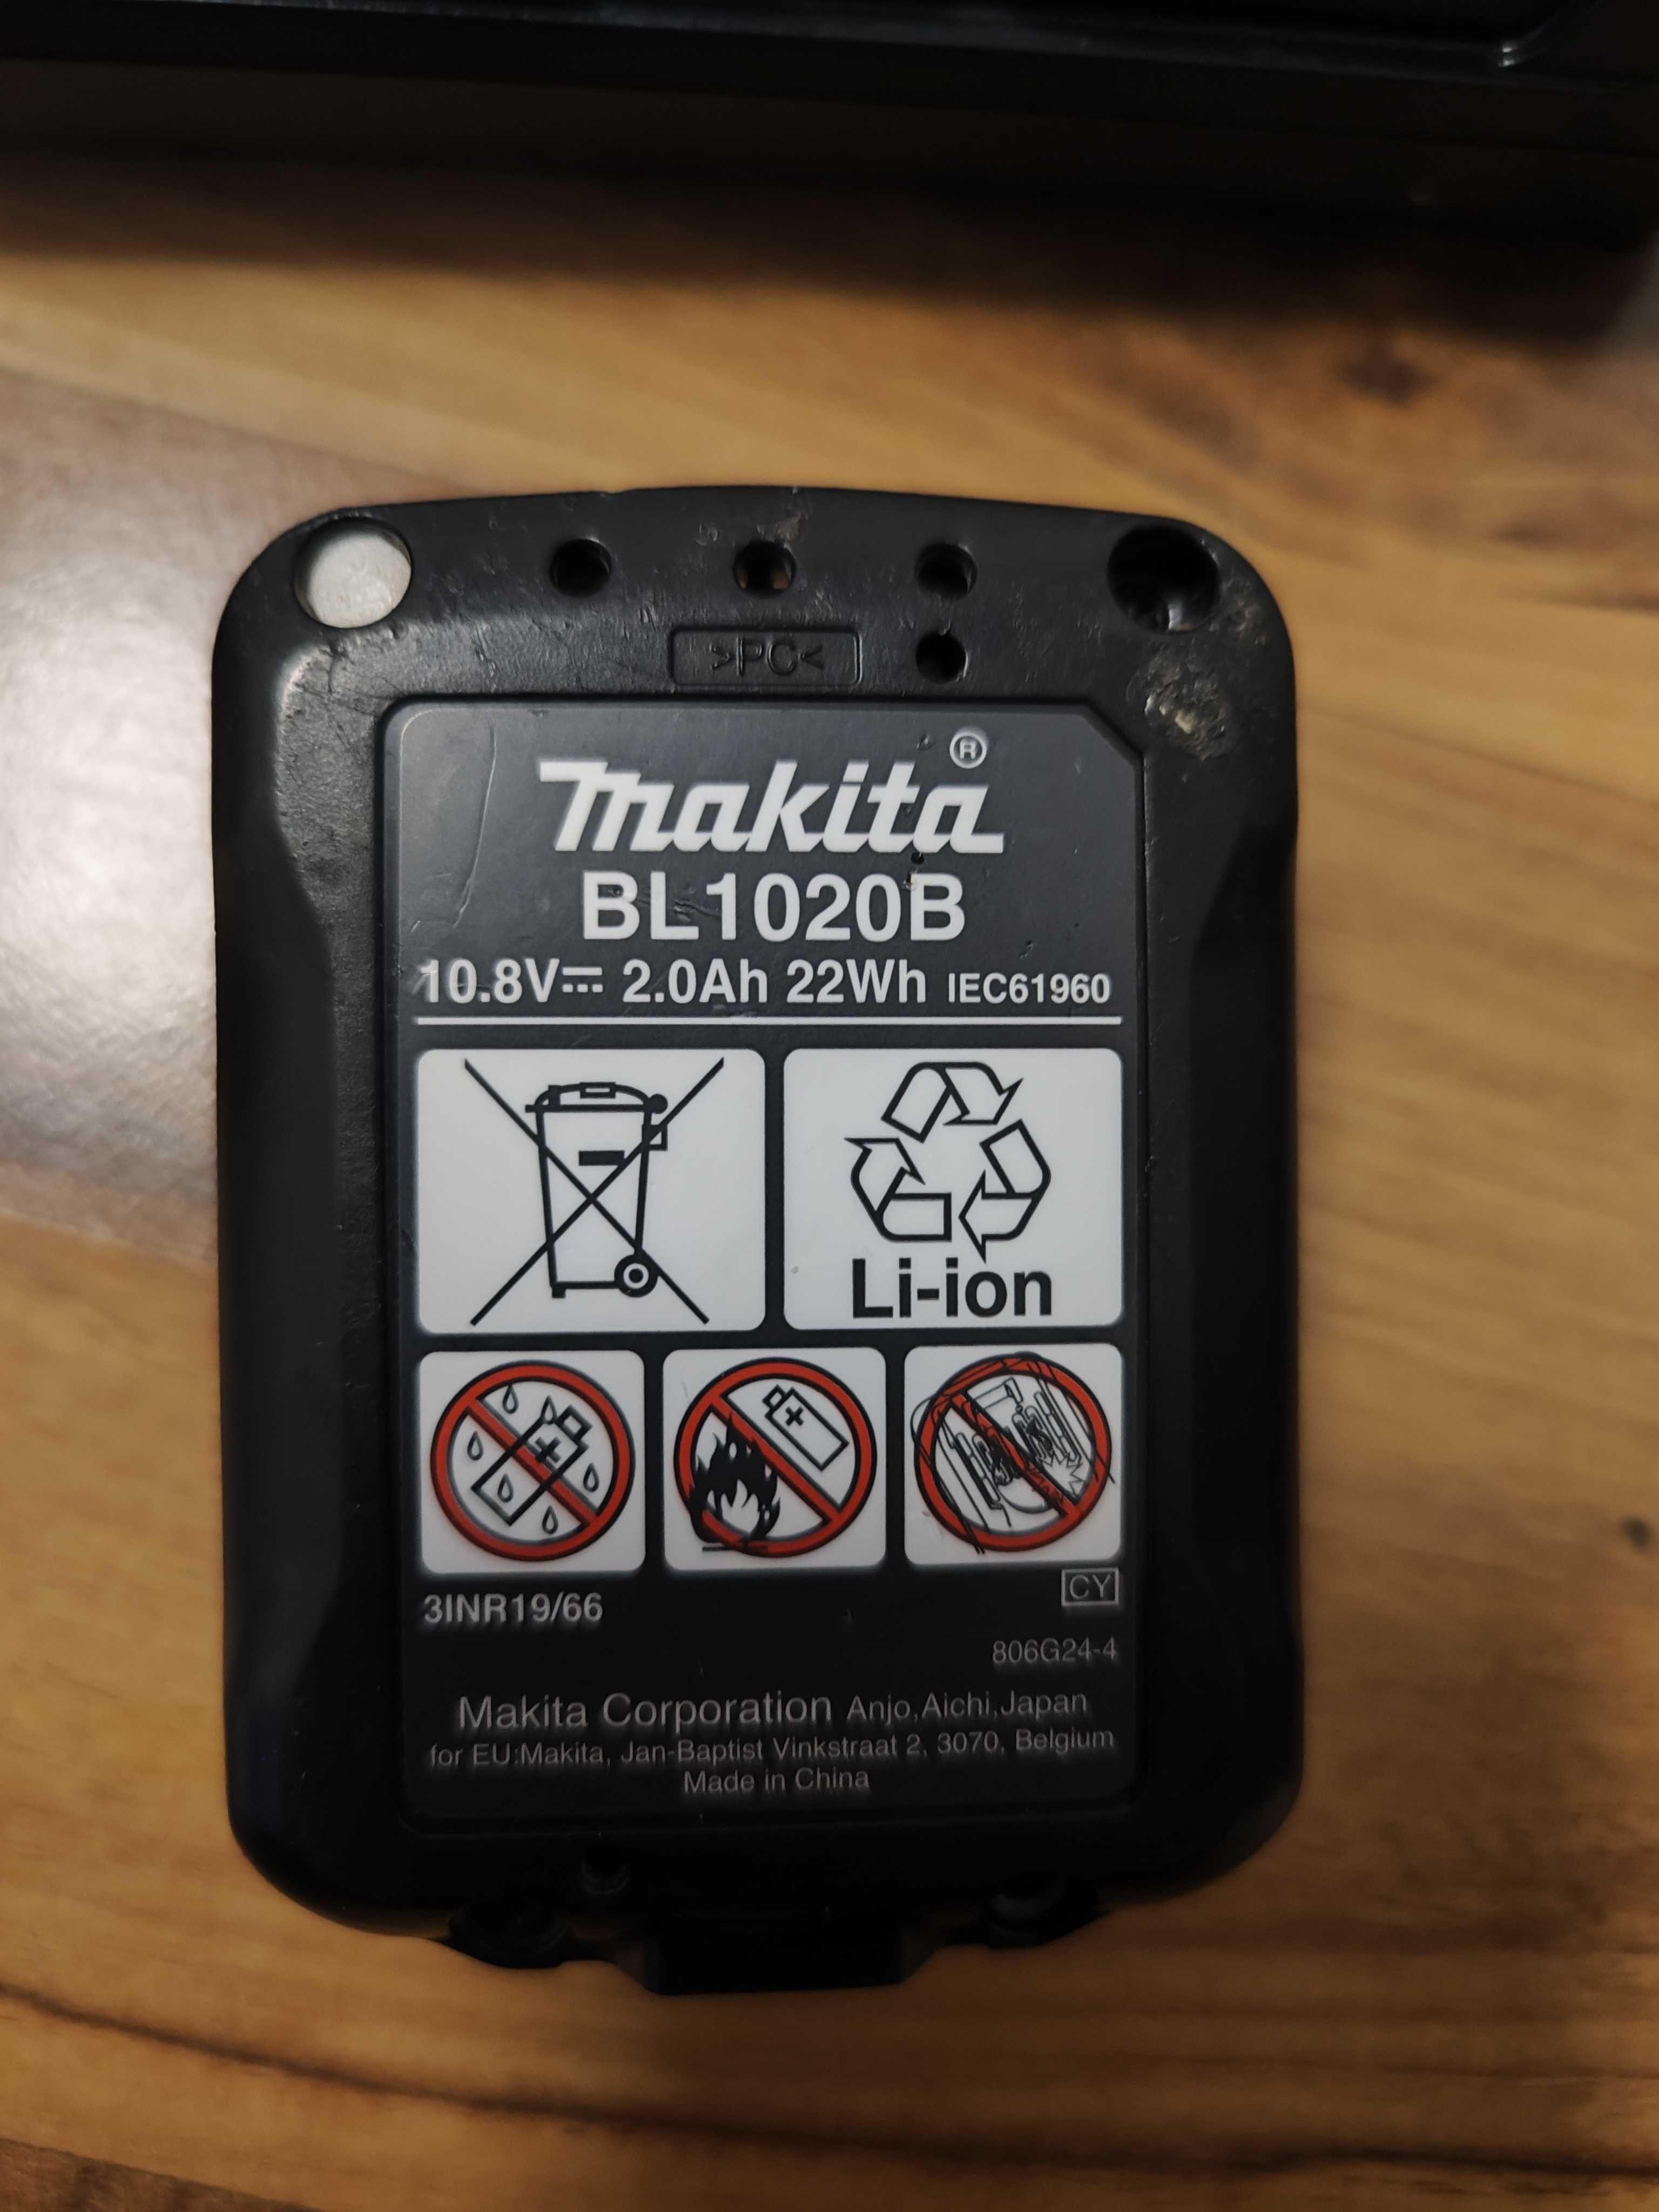 >PC<
makita®
BL1020B
10.8V⎓ 2.0Ah 22Wh IEC61960
Li-ion
CY
3INR19/66
806G24-4
Makita Corporation Anjo,Aichi,Japan
for EU:Makita, Jan-Baptist Vinkstraat 2, 3070, Belgium
Made in China